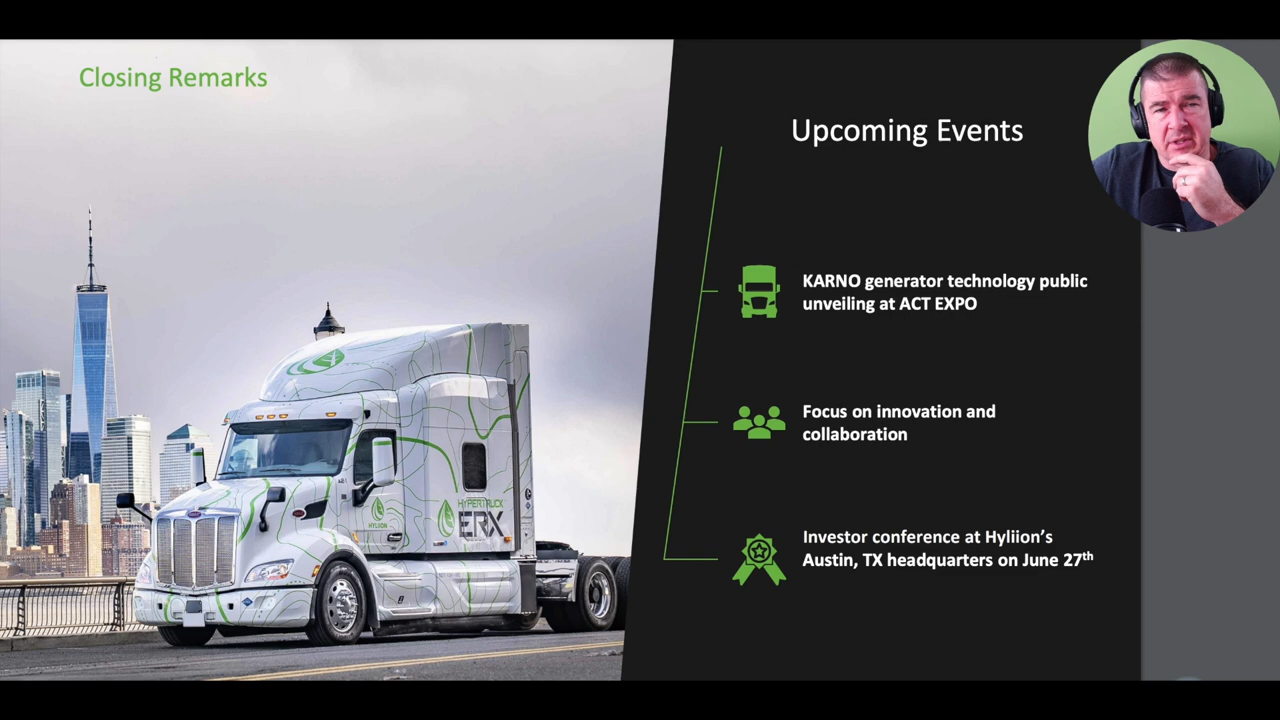 Closing Remarks
Upcoming Events
KARNO generator technology public
unveiling at ACT EXPO
Focus on innovation and
collaboration
Investor conference at Hyliion’s
Austin, TX headquarters on June 27th
HYLIION
HYPERTRUCK
ERX